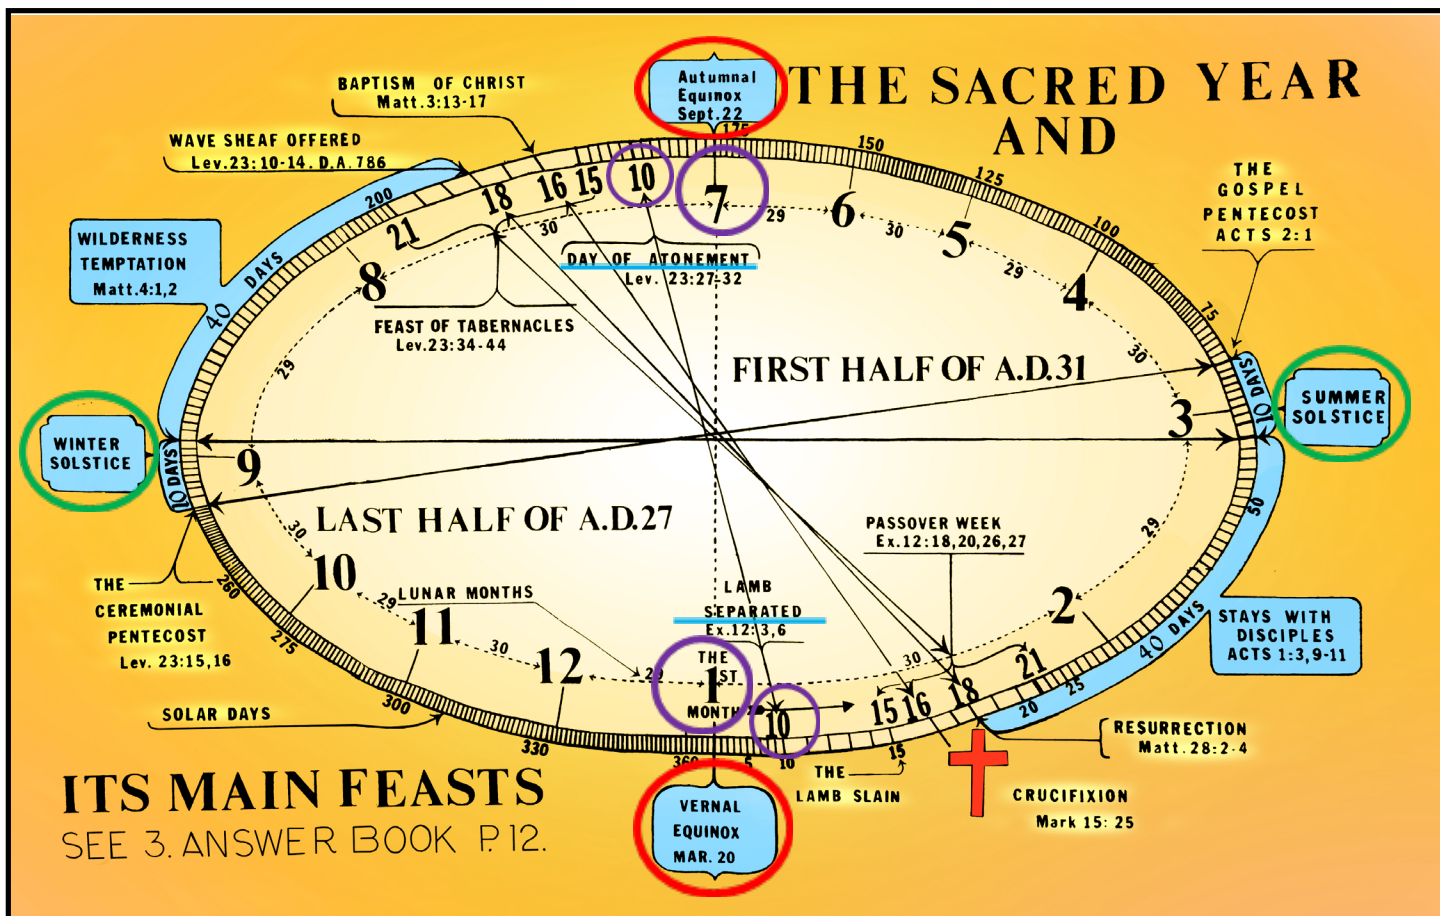 THE SACRED YEAR
AND
Autumnal
Equinox
Sept.22
BAPTISM OF CHRIST
Matt.3:13-17
WAVE SHEAF OFFERED
Lev.23:10-14. D.A.786
THE
GOSPEL
PENTECOST
ACTS 2:1
175
150
125
100
75
50
25
20
15
10
5
360
330
300
275
260
200
WILDERNESS
TEMPTATION
Matt.4:1,2
40 DAYS
21
18
16
15
10
7
6
5
4
3
2
8
9
10
11
12
29
30
29
30
29
30
29
30
29
30
29
30
29
DAY OF ATONEMENT
Lev. 23:27-32
FEAST OF TABERNACLES
Lev.23:34-44
FIRST HALF OF A.D.31
10 DAYS
SUMMER
SOLSTICE
WINTER
SOLSTICE
10 DAYS
LAST HALF OF A.D.27
PASSOVER WEEK
Ex.12:18,20,26,27
THE
CEREMONIAL
PENTECOST
Lev. 23:15,16
LUNAR MONTHS
LAMB
SEPARATED
Ex.12:3,6
THE
1ST
MONTH
10
15
16
18
21
40 DAYS
STAYS WITH
DISCIPLES
ACTS 1:3,9-11
SOLAR DAYS
RESURRECTION
Matt. 28:2-4
THE
LAMB SLAIN
CRUCIFIXION
Mark 15: 25
ITS MAIN FEASTS
SEE 3. ANSWER BOOK P. 12.
VERNAL
EQUINOX
MAR. 20